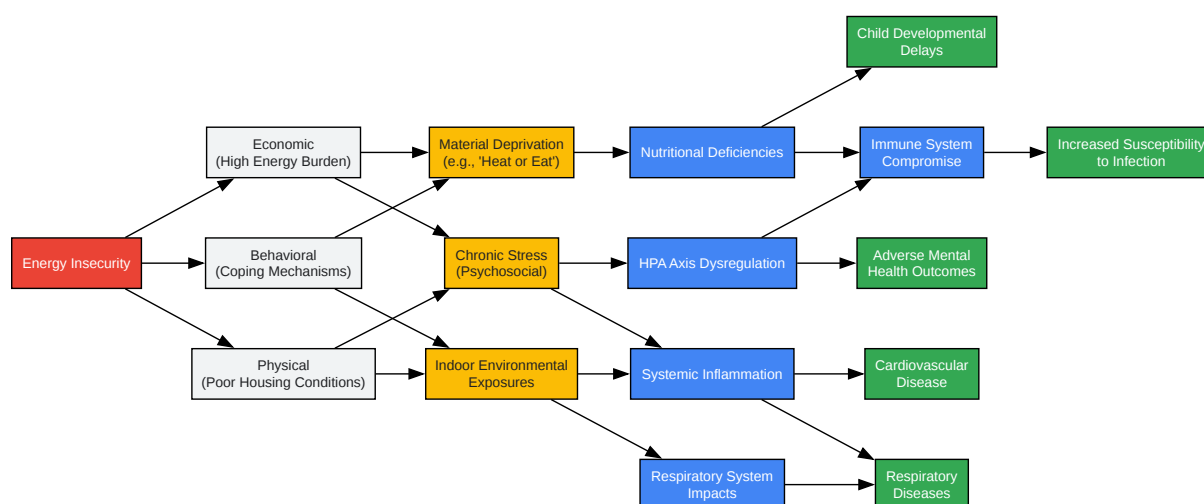 Child Developmental
Delays
Economic
(High Energy Burden)
Material Deprivation
(e.g., 'Heat or Eat')
Nutritional Deficiencies
Immune System
Compromise
Increased Susceptibility
to Infection
Energy Insecurity
Behavioral
(Coping Mechanisms)
Chronic Stress
(Psychosocial)
HPA Axis Dysregulation
Adverse Mental
Health Outcomes
Physical
(Poor Housing Conditions)
Indoor Environmental
Exposures
Systemic Inflammation
Cardiovascular
Disease
Respiratory System
Impacts
Respiratory
Diseases